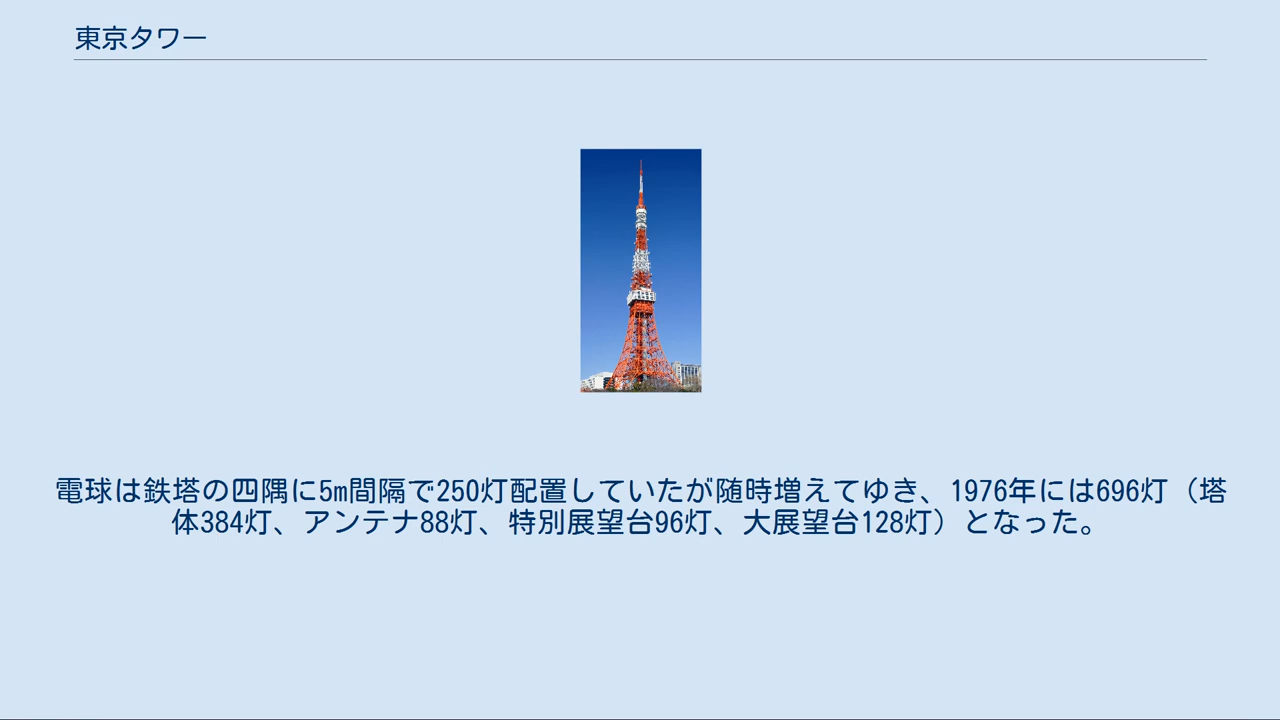 東京タワー
電球は鉄塔の四隅に5m間隔で250灯配置していたが随時増えてゆき、1976年には696灯（塔
体384灯、アンテナ88灯、特別展望台96灯、大展望台128灯）となった。